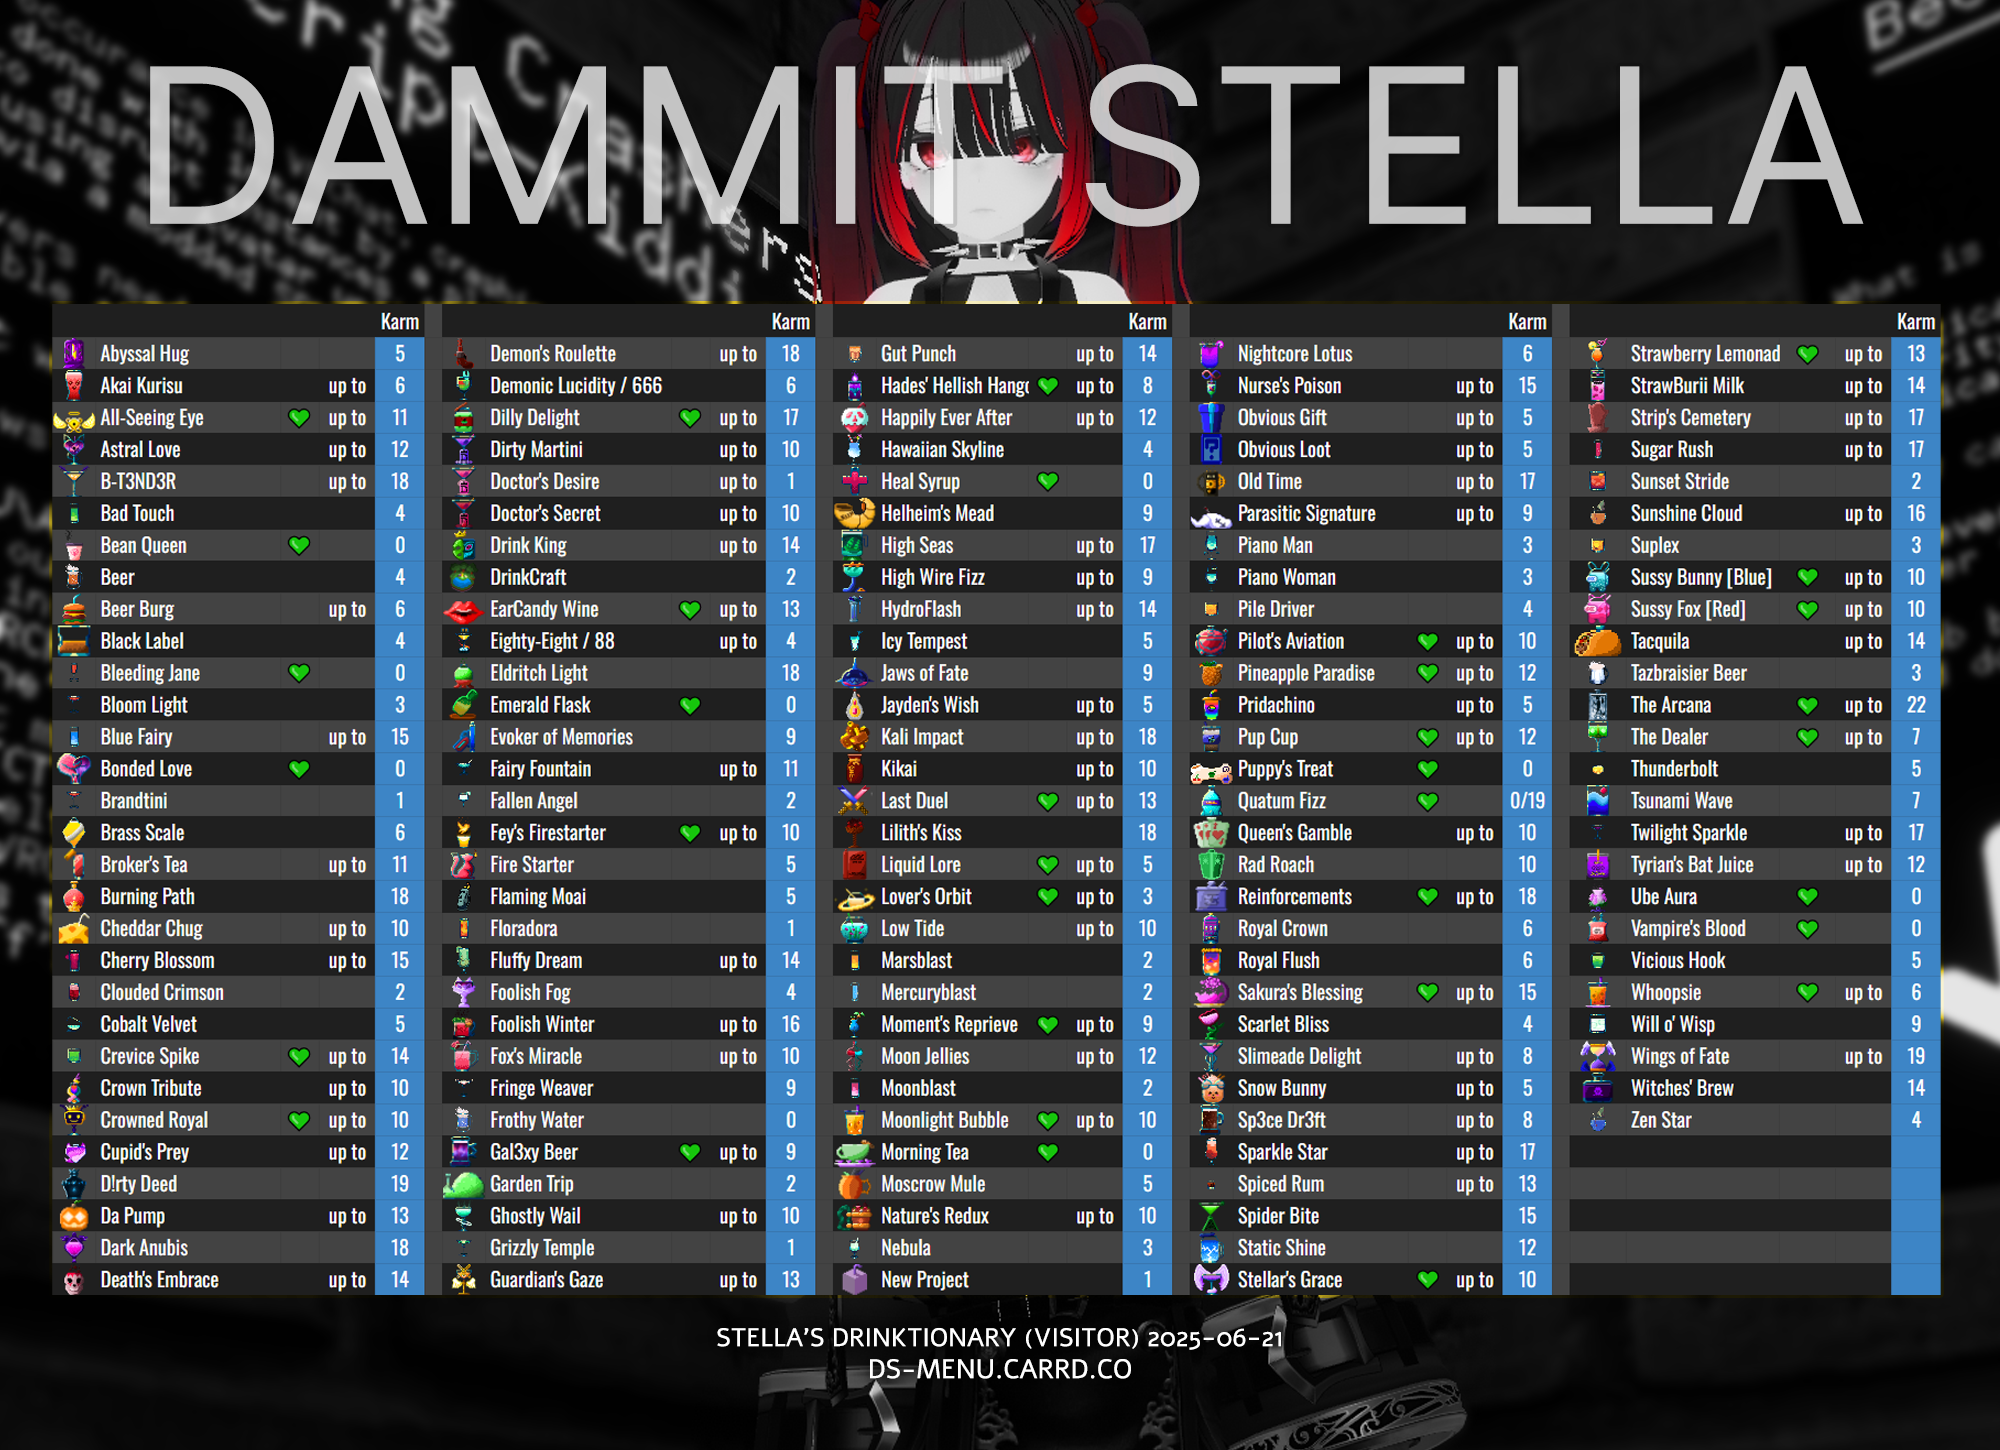 DAMMIT STELLA
Karm
Abyssal Hug 5
Akai Kurisu up to 6
All-Seeing Eye up to 11
Astral Love up to 12
B-T3ND3R up to 18
Bad Touch 4
Bean Queen 0
Beer 4
Beer Burg up to 6
Black Label 4
Bleeding Jane 0
Bloom Light 3
Blue Fairy up to 15
Bonded Love 0
Brandtini 1
Brass Scale 6
Broker's Tea up to 11
Burning Path 18
Cheddar Chug up to 10
Cherry Blossom up to 15
Clouded Crimson 2
Cobalt Velvet 5
Crevice Spike up to 14
Crown Tribute up to 10
Crowned Royal up to 10
Cupid's Prey up to 12
D!rty Deed 19
Da Pump up to 13
Dark Anubis 18
Death's Embrace up to 14
Karm
Demon's Roulette up to 18
Demonic Lucidity / 666 6
Dilly Delight up to 17
Dirty Martini up to 10
Doctor's Desire up to 1
Doctor's Secret up to 10
Drink King up to 14
DrinkCraft 2
EarCandy Wine up to 13
Eighty-Eight / 88 up to 4
Eldritch Light 18
Emerald Flask 0
Evoker of Memories 9
Fairy Fountain up to 11
Fallen Angel 2
Fey's Firestarter up to 10
Fire Starter 5
Flaming Moai 5
Floradora 1
Fluffy Dream up to 14
Foolish Fog 4
Foolish Winter up to 16
Fox's Miracle up to 10
Fringe Weaver 9
Frothy Water 0
Gal3xy Beer up to 9
Garden Trip 2
Ghostly Wail up to 10
Grizzly Temple 1
Guardian's Gaze up to 13
Karm
Gut Punch up to 14
Hades' Hellish Hang up to 8
Happily Ever After up to 12
Hawaiian Skyline 4
Heal Syrup 0
Helheim's Mead 9
High Seas up to 17
High Wire Fizz up to 9
HydroFlash up to 14
Icy Tempest 5
Jaws of Fate 9
Jayden's Wish up to 5
Kali Impact up to 18
Kikai up to 10
Last Duel up to 13
Lilith's Kiss 18
Liquid Lore up to 5
Lover's Orbit up to 3
Low Tide up to 10
Marsblast 2
Mercuryblast 2
Moment's Reprieve up to 9
Moon Jellies up to 12
Moonblast 2
Moonlight Bubble up to 10
Morning Tea 0
Moscrow Mule 5
Nature's Redux up to 10
Nebula 3
New Project 1
Karm
Nightcore Lotus 6
Nurse's Poison up to 15
Obvious Gift up to 5
Obvious Loot up to 5
Old Time up to 17
Parasitic Signature up to 9
Piano Man 3
Piano Woman 3
Pile Driver 4
Pilot's Aviation up to 10
Pineapple Paradise up to 12
Pridachino up to 5
Pup Cup up to 12
Puppy's Treat 0
Quatum Fizz 0/19
Queen's Gamble up to 10
Rad Roach 10
Reinforcements up to 18
Royal Crown 6
Royal Flush 6
Sakura's Blessing up to 15
Scarlet Bliss 4
Slimeade Delight up to 8
Snow Bunny up to 5
Sp3ce Dr3ft up to 8
Sparkle Star up to 17
Spiced Rum up to 13
Spider Bite 15
Static Shine 12
Stellar's Grace up to 10
Karm
Strawberry Lemonad up to 13
StrawBurii Milk up to 14
Strip's Cemetery up to 17
Sugar Rush up to 17
Sunset Stride 2
Sunshine Cloud up to 16
Suplex 3
Sussy Bunny [Blue] up to 10
Sussy Fox [Red] up to 10
Tacquila up to 14
Tazbraisier Beer 3
The Arcana up to 22
The Dealer up to 7
Thunderbolt 5
Tsunami Wave 7
Twilight Sparkle up to 17
Tyrian's Bat Juice up to 12
Ube Aura 0
Vampire's Blood 0
Vicious Hook 5
Whoopsie up to 6
Will o' Wisp 9
Wings of Fate up to 19
Witches' Brew 14
Zen Star 4
STELLA'S DRINKTIONARY (VISITOR) 2025-06-21
DS-MENU.CARRD.CO